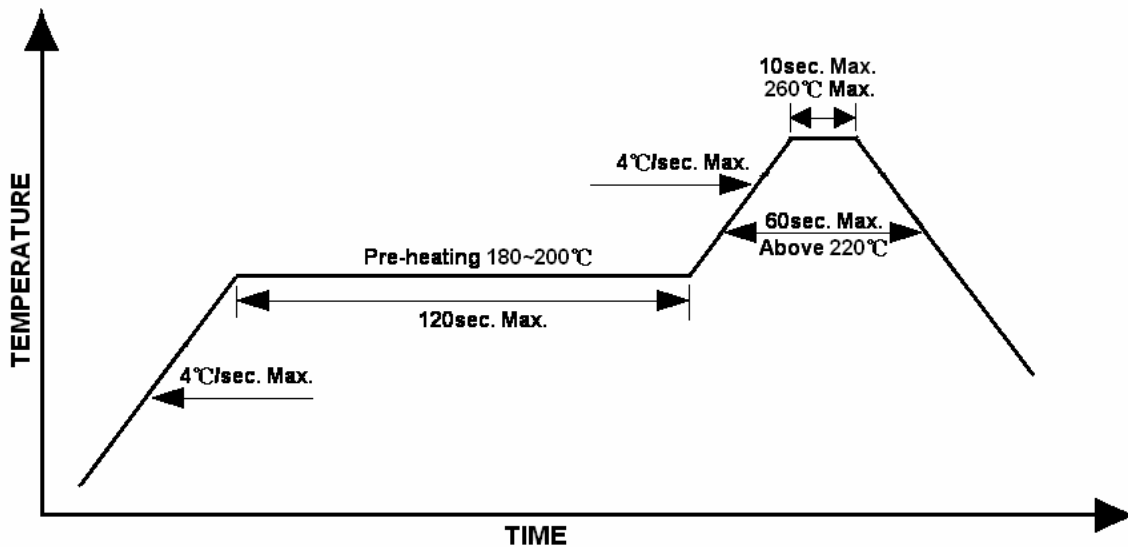 10sec. Max.
260℃ Max.
4℃/sec. Max.
60sec. Max.
Above 220℃
Pre-heating 180~200℃
120sec. Max.
4℃/sec. Max.
TEMPERATURE
TIME